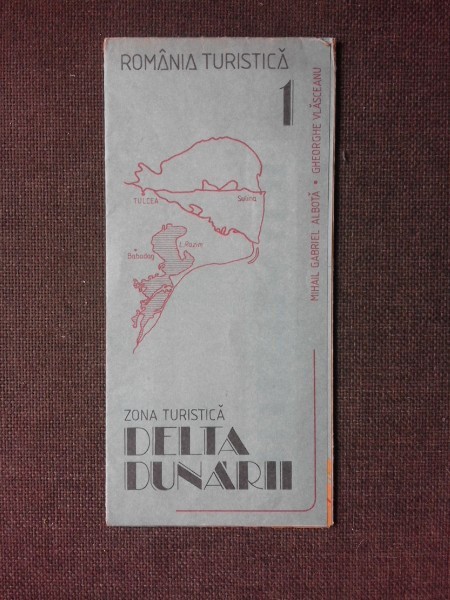 ROMÂNIA TURISTICĂ
1
MIHAIL GABRIEL ALBOTĂ • GHEORGHE VLĂSCEANU
TULCEA
Sulina
L. Razim
Babadag
ZONA TURISTICĂ
DELTA
DUNĂRII